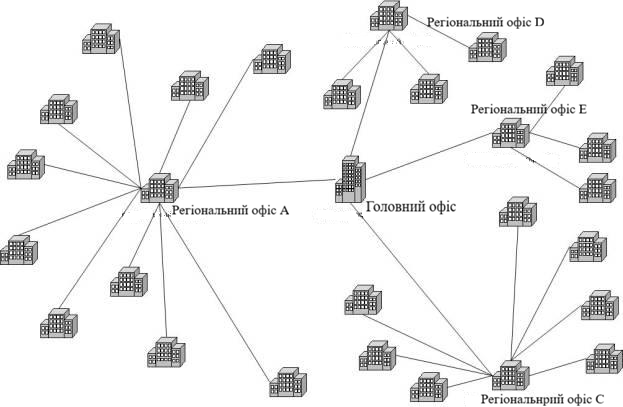 Регіональний офіс D
Регіональний офіс E
Регіональний офіс A
Головний офіс
Регіональнрий офіс C